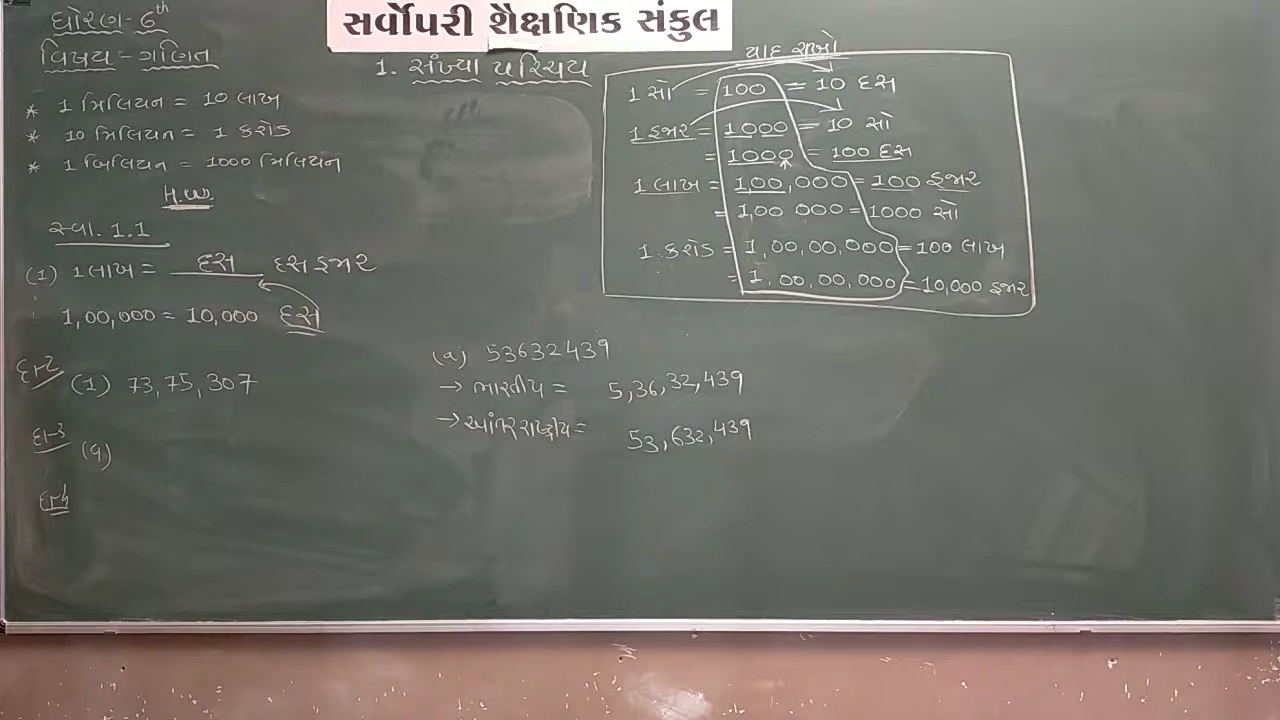 સર્વોપરી શૈક્ષણિક સંકુલ
ધોરણ- 6th
વિષય - ગણિત
1. સંખ્યા પરિચય
* 1 મિલિયન = 10 લાખ
* 10 મિલિયન = 1 કરોડ
* 1 બિલિયન = 1000 મિલિયન
H.W.
સ્વા. 1.1
(1) 1 લાખ = દસ દસ હજાર
1,00,000 = 10,000 દસ
દા-2 (1) 73,75,307
દા-3 (૧)
(a) 53632439
→ ભારતીય = 5,36,32,439
→ આંતરરાષ્ટ્રીય = 53,632,439
યાદ રાખો
1 સો = 100 = 10 દસ
1 હજાર = 1000 = 10 સો
= 1000 = 100 દસ
1 લાખ = 1,00,000 = 100 હજાર
= 1,00 000 = 1000 સો
1 કરોડ = 1,00,00,000 = 100 લાખ
= 1,00,00,000 = 10,000 હજાર